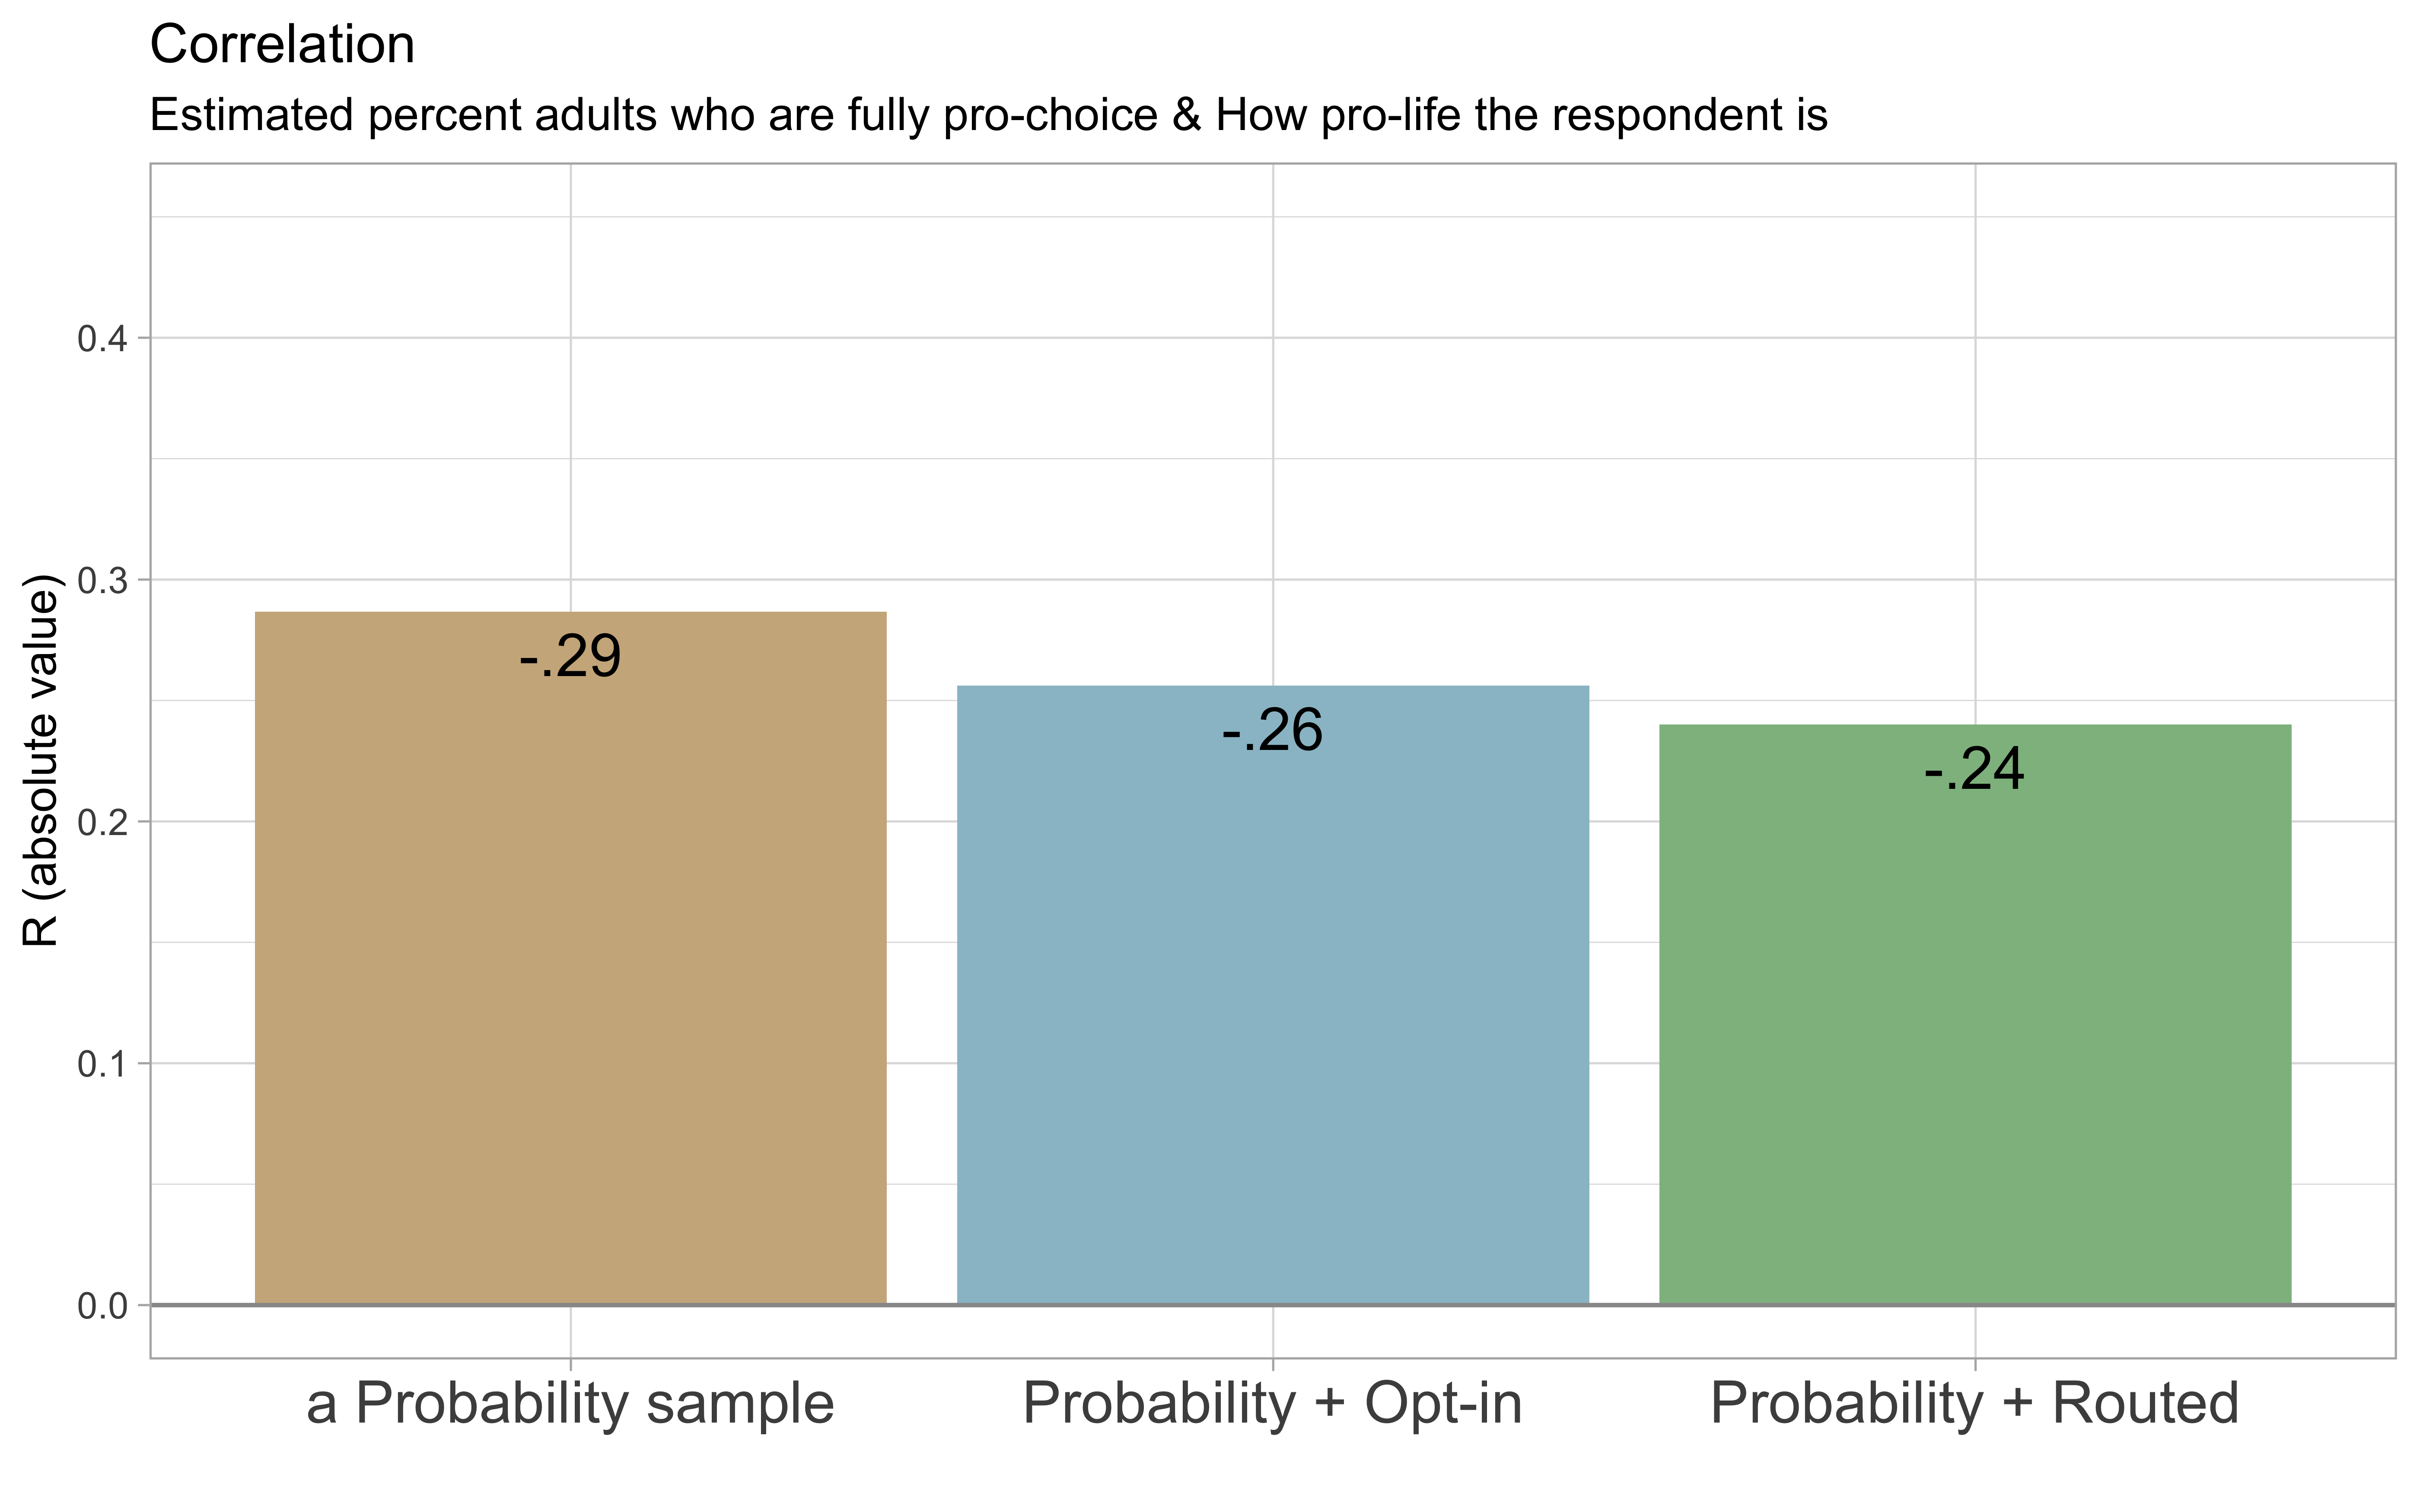 Correlation
Estimated percent adults who are fully pro-choice & How pro-life the respondent is
R (absolute value)
0.4
0.3
0.2
0.1
0.0
-.29
-.26
-.24
a Probability sample
Probability + Opt-in
Probability + Routed